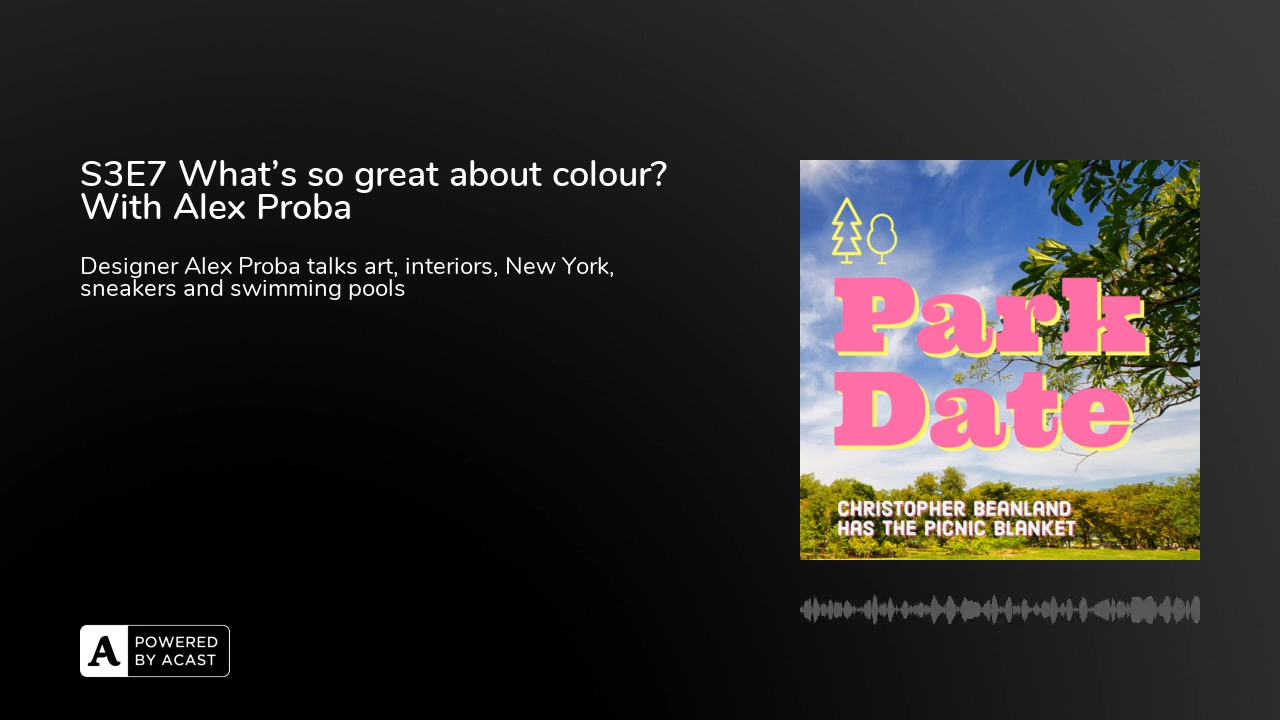 S3E7 What’s so great about colour?
With Alex Proba
Designer Alex Proba talks art, interiors, New York,
sneakers and swimming pools
Park
Date
CHRISTOPHER BEANLAND
HAS THE PICNIC BLANKET
A
POWERED
BY ACAST